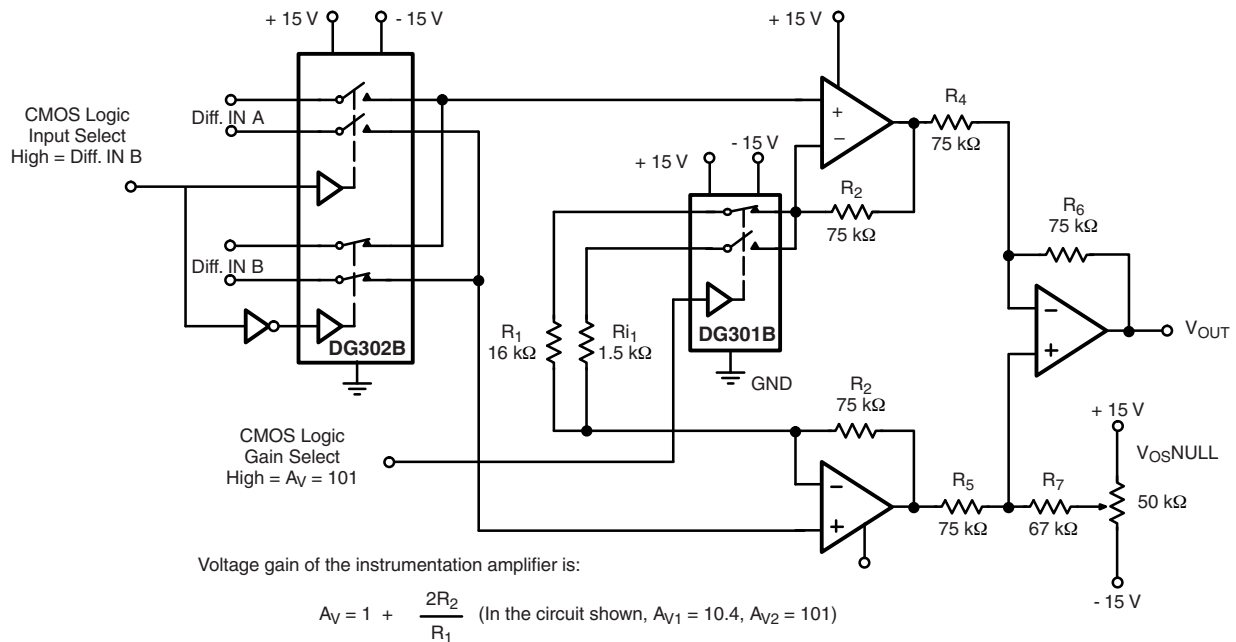 + 15 V
- 15 V
+ 15 V
CMOS Logic
Input Select
High = Diff. IN B
Diff. IN A
+
−
R4
75 kΩ
+ 15 V
- 15 V
R2
75 kΩ
R6
75 kΩ
Diff. IN B
DG302B
R1
16 kΩ
Ri1
1.5 kΩ
DG301B
GND
−
+
VOUT
R2
75 kΩ
+ 15 V
CMOS Logic
Gain Select
High = AV = 101
VOSNULL
−
+
R5
75 kΩ
R7
67 kΩ
50 kΩ
- 15 V
Voltage gain of the instrumentation amplifier is:
AV = 1 + 2R2 / R1 (In the circuit shown, AV1 = 10.4, AV2 = 101)